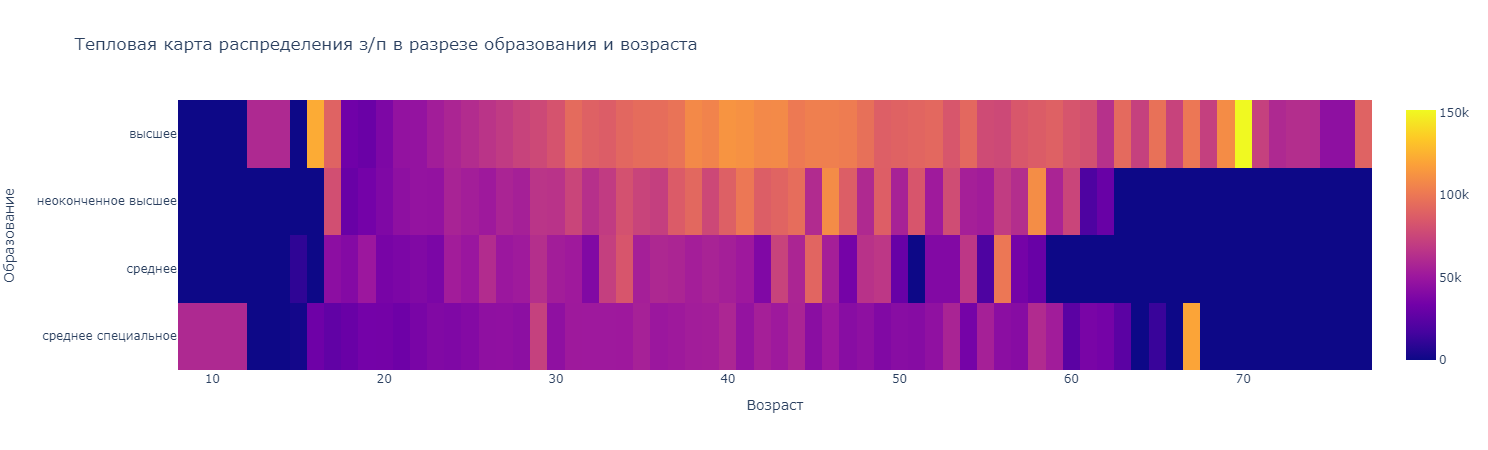 Тепловая карта распределения з/п в разрезе образования и возраста
Образование
высшее
неоконченное высшее
среднее
среднее специальное
10 20 30 40 50 60 70
Возраст
150k
100k
50k
0